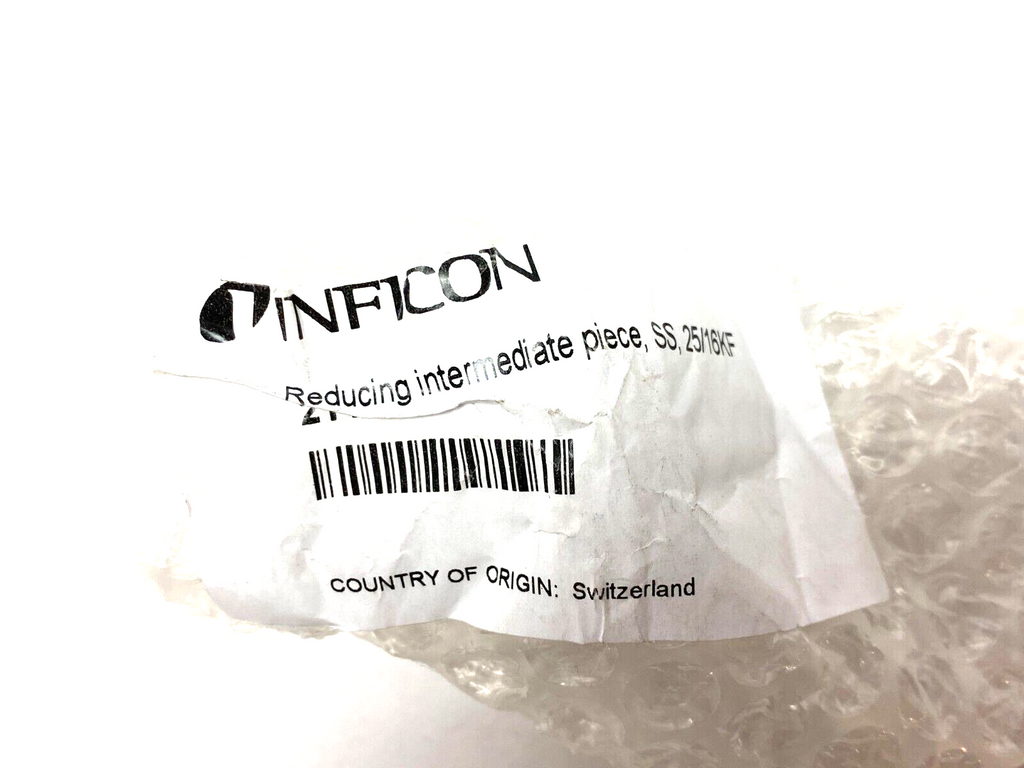 INFICON
Reducing intermediate piece, SS, 25/16KF
COUNTRY OF ORIGIN: Switzerland